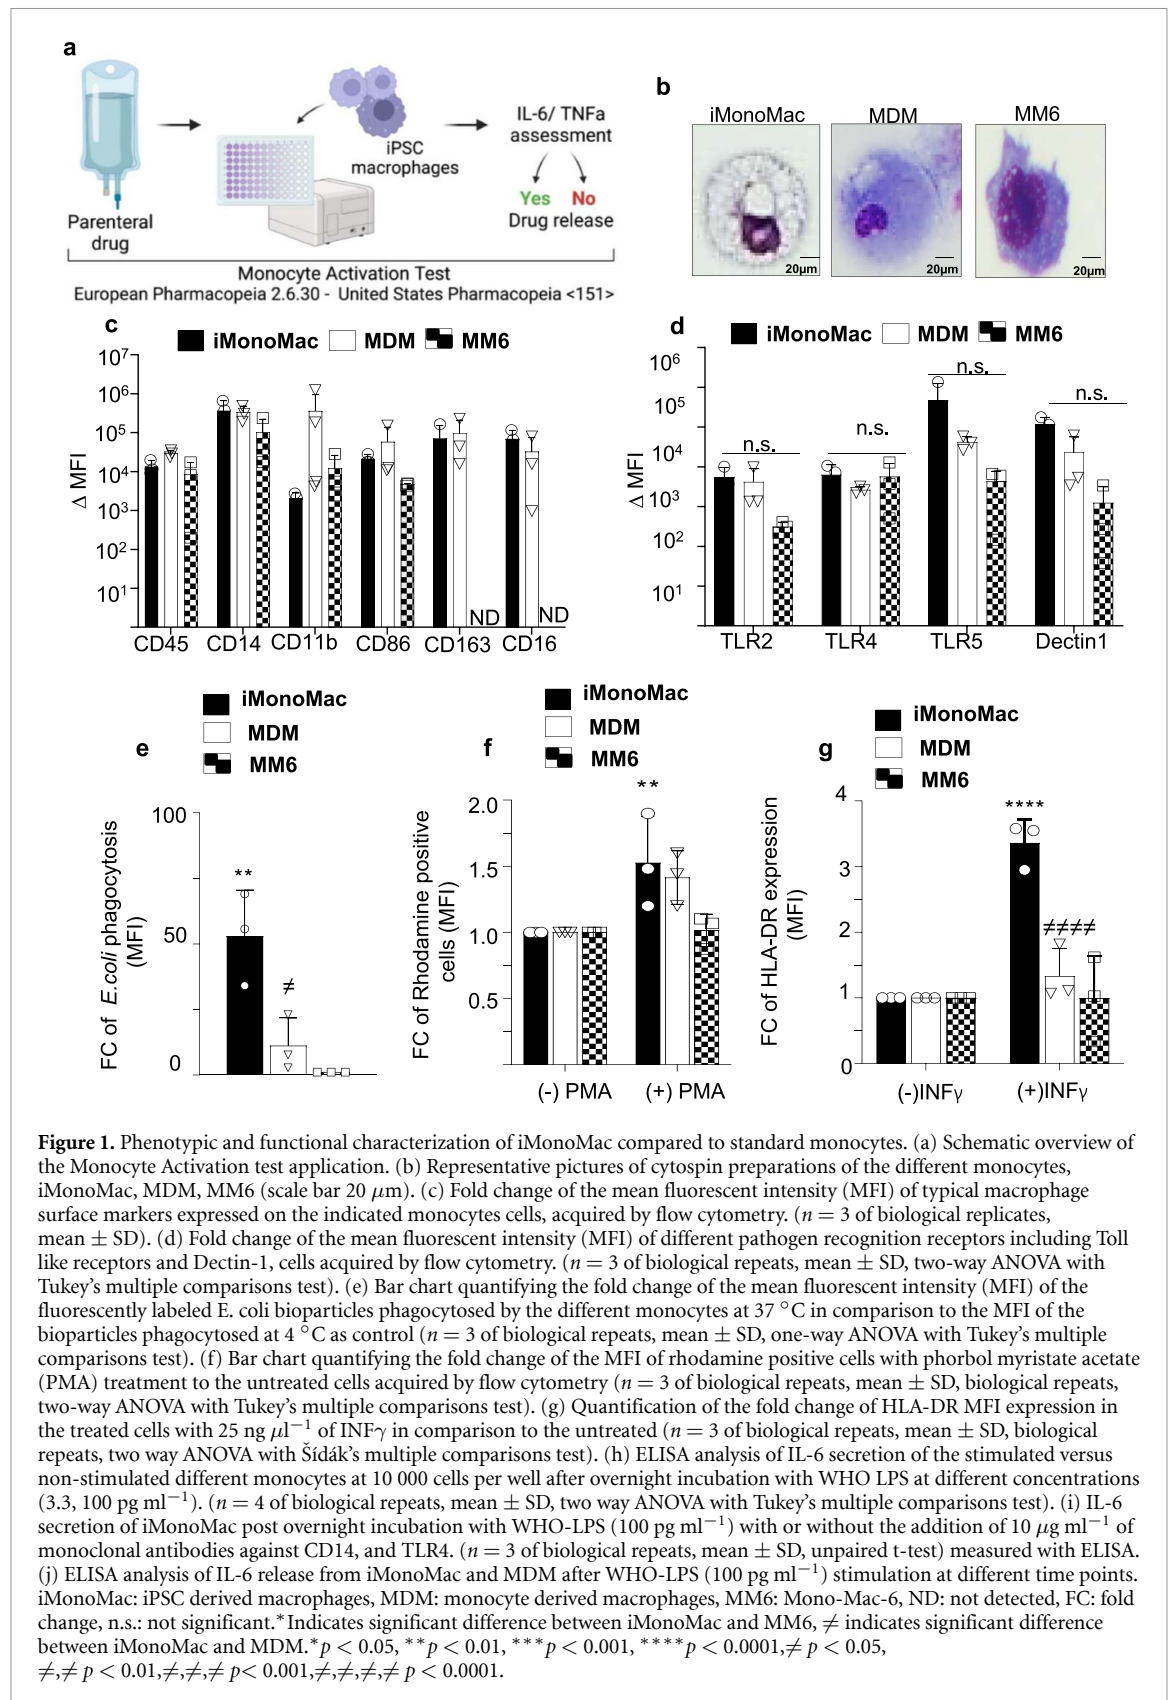 a
Parenteral
drug
iPSC
macrophages
IL-6/ TNFa
assessment
Yes No
Drug release
Monocyte Activation Test
European Pharmacopeia 2.6.30 - United States Pharmacopeia <151>
b
iMonoMac MDM MM6
20µm 20µm 20µm
c
iMonoMac MDM MM6
Δ MFI
10⁷
10⁶
10⁵
10⁴
10³
10²
10¹
ND ND
CD45 CD14 CD11b CD86 CD163 CD16
d
iMonoMac MDM MM6
Δ MFI
10⁶
10⁵
10⁴
10³
10²
10¹
n.s. n.s. n.s. n.s.
TLR2 TLR4 TLR5 Dectin1
e
iMonoMac
MDM
MM6
FC of E.coli phagocytosis
(MFI)
100
50
0
**
≠
f
iMonoMac
MDM
MM6
FC of Rhodamine positive
cells (MFI)
2.0
1.5
1.0
0.5
**
(-) PMA (+) PMA
g
iMonoMac
MDM
MM6
FC of HLA-DR expression
(MFI)
4
3
2
1
0
****
≠≠≠≠
(-)INFγ (+)INFγ
Figure 1. Phenotypic and functional characterization of iMonoMac compared to standard monocytes. (a) Schematic overview of
the Monocyte Activation test application. (b) Representative pictures of cytospin preparations of the different monocytes,
iMonoMac, MDM, MM6 (scale bar 20 μm). (c) Fold change of the mean fluorescent intensity (MFI) of typical macrophage
surface markers expressed on the indicated monocytes cells, acquired by flow cytometry. (n = 3 of biological replicates,
mean ± SD). (d) Fold change of the mean fluorescent intensity (MFI) of different pathogen recognition receptors including Toll
like receptors and Dectin-1, cells acquired by flow cytometry. (n = 3 of biological repeats, mean ± SD, two-way ANOVA with
Tukey's multiple comparisons test). (e) Bar chart quantifying the fold change of the mean fluorescent intensity (MFI) of the
fluorescently labeled E. coli bioparticles phagocytosed by the different monocytes at 37 °C in comparison to the MFI of the
bioparticles phagocytosed at 4 °C as control (n = 3 of biological repeats, mean ± SD, one-way ANOVA with Tukey's multiple
comparisons test). (f) Bar chart quantifying the fold change of the MFI of rhodamine positive cells with phorbol myristate acetate
(PMA) treatment to the untreated cells acquired by flow cytometry (n = 3 of biological repeats, mean ± SD, biological repeats,
two-way ANOVA with Tukey's multiple comparisons test). (g) Quantification of the fold change of HLA-DR MFI expression in
the treated cells with 25 ng μl⁻¹ of INFγ in comparison to the untreated (n = 3 of biological repeats, mean ± SD, biological
repeats, two way ANOVA with Šídák's multiple comparisons test). (h) ELISA analysis of IL-6 secretion of the stimulated versus
non-stimulated different monocytes at 10 000 cells per well after overnight incubation with WHO LPS at different concentrations
(3.3, 100 pg ml⁻¹). (n = 4 of biological repeats, mean ± SD, two way ANOVA with Tukey's multiple comparisons test). (i) IL-6
secretion of iMonoMac post overnight incubation with WHO-LPS (100 pg ml⁻¹) with or without the addition of 10 μg ml⁻¹ of
monoclonal antibodies against CD14, and TLR4. (n = 3 of biological repeats, mean ± SD, unpaired t-test) measured with ELISA.
(j) ELISA analysis of IL-6 release from iMonoMac and MDM after WHO-LPS (100 pg ml⁻¹) stimulation at different time points.
iMonoMac: iPSC derived macrophages, MDM: monocyte derived macrophages, MM6: Mono-Mac-6, ND: not detected, FC: fold
change, n.s.: not significant.*Indicates significant difference between iMonoMac and MM6, ≠ indicates significant difference
between iMonoMac and MDM.*p < 0.05, **p < 0.01, ***p < 0.001, ****p < 0.0001,≠ p < 0.05,
≠,≠ p < 0.01,≠,≠,≠ p< 0.001,≠,≠,≠,≠ p < 0.0001.